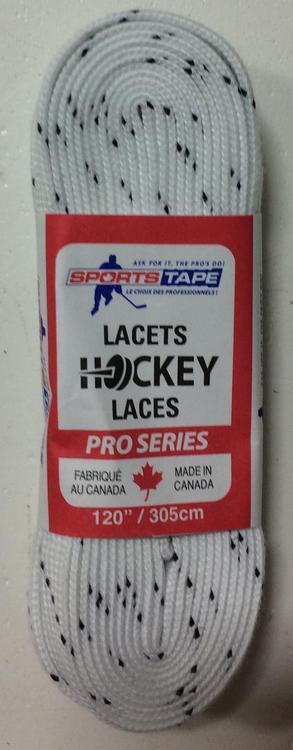 ASK FOR IT, THE PRO'S DO!
SPORTSTAPE
LE CHOIX DES PROFESSIONNELS!
LACETS
HOCKEY
LACES
PRO SERIES
FABRIQUÉ AU CANADA
MADE IN CANADA
120" / 305cm